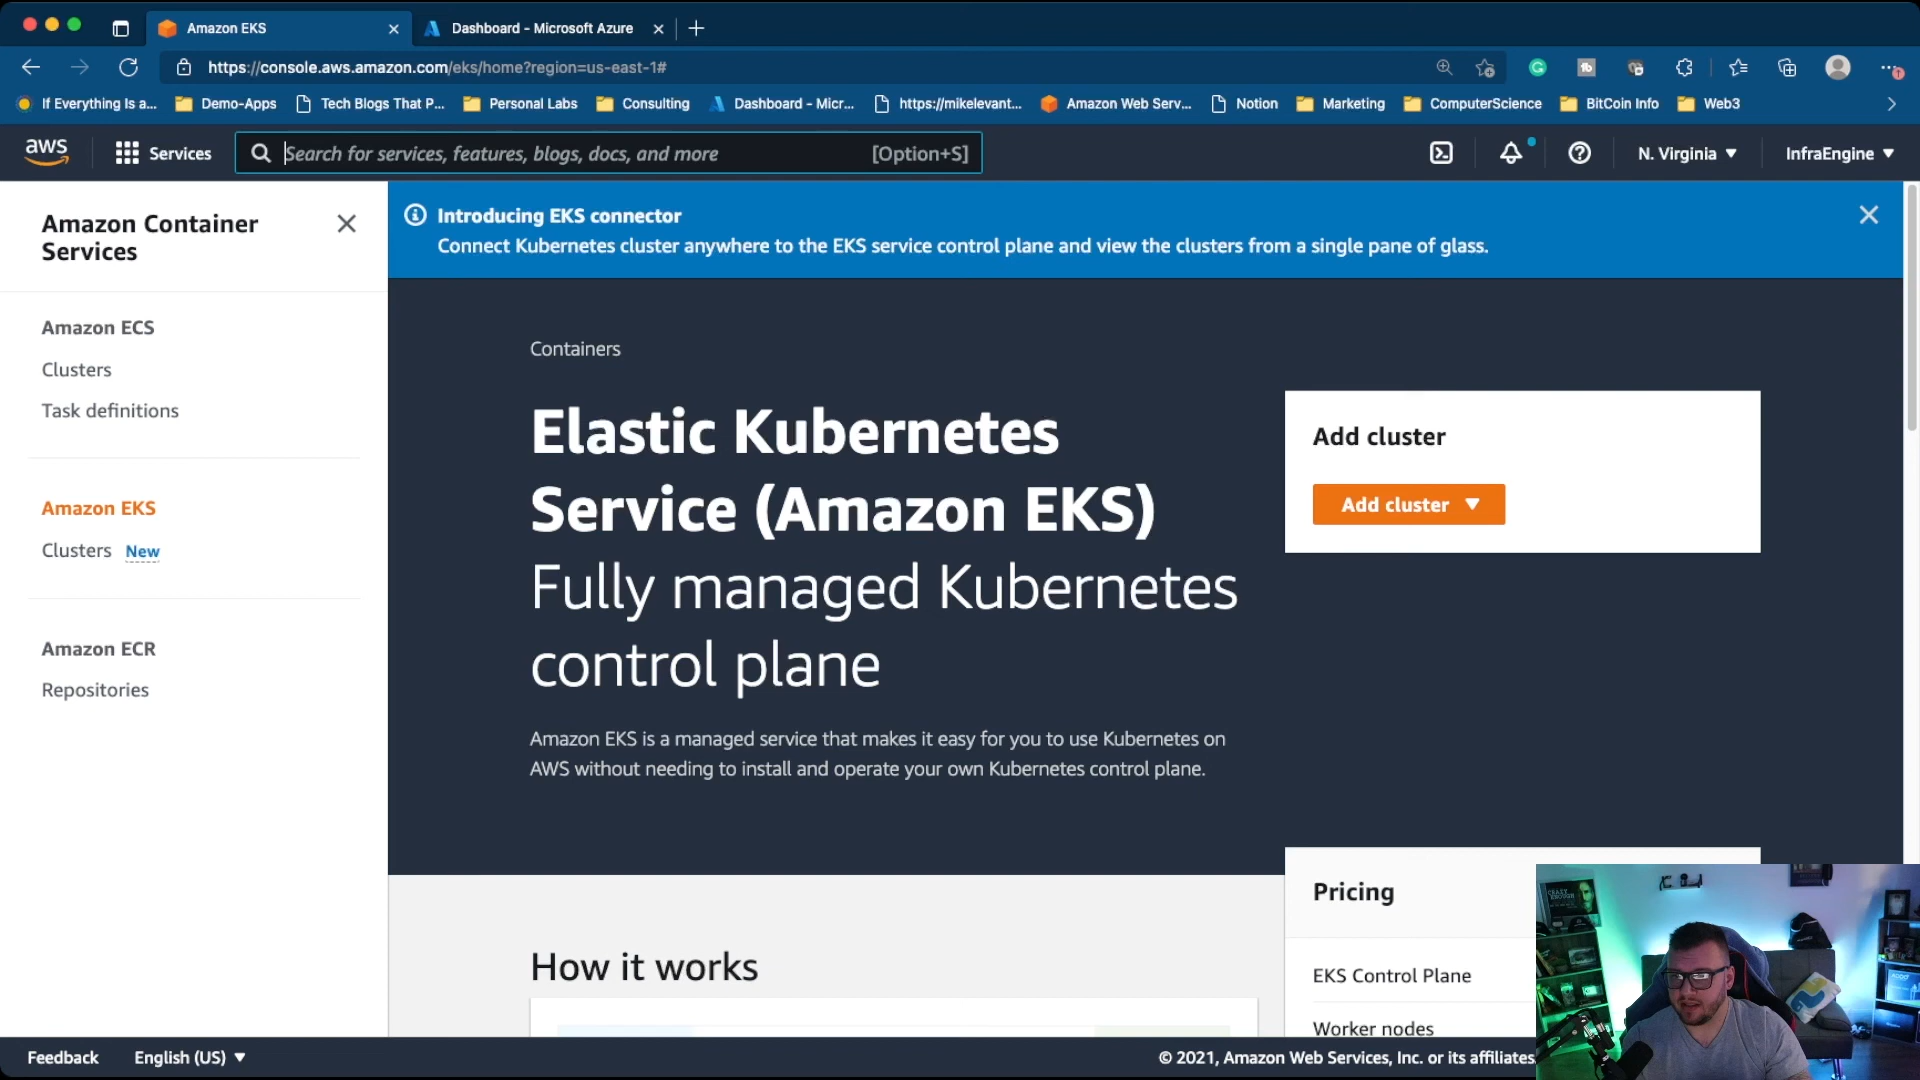 Amazon EKS
Dashboard - Microsoft Azure
https://console.aws.amazon.com/eks/home?region=us-east-1#
If Everything Is a...
Demo-Apps
Tech Blogs That P...
Personal Labs
Consulting
Dashboard - Micr...
https://mikelevant...
Amazon Web Serv...
Notion
Marketing
ComputerScience
BitCoin Info
Web3
aws
Services
Search for services, features, blogs, docs, and more
[Option+S]
N. Virginia
InfraEngine
Amazon Container
Services
Introducing EKS connector
Connect Kubernetes cluster anywhere to the EKS service control plane and view the clusters from a single pane of glass.
Amazon ECS
Clusters
Task definitions
Amazon EKS
Clusters New
Amazon ECR
Repositories
Containers
Elastic Kubernetes
Service (Amazon EKS)
Fully managed Kubernetes
control plane
Amazon EKS is a managed service that makes it easy for you to use Kubernetes on
AWS without needing to install and operate your own Kubernetes control plane.
Add cluster
Add cluster
How it works
Pricing
EKS Control Plane
Worker nodes
Feedback
English (US)
© 2021, Amazon Web Services, Inc. or its affiliates.